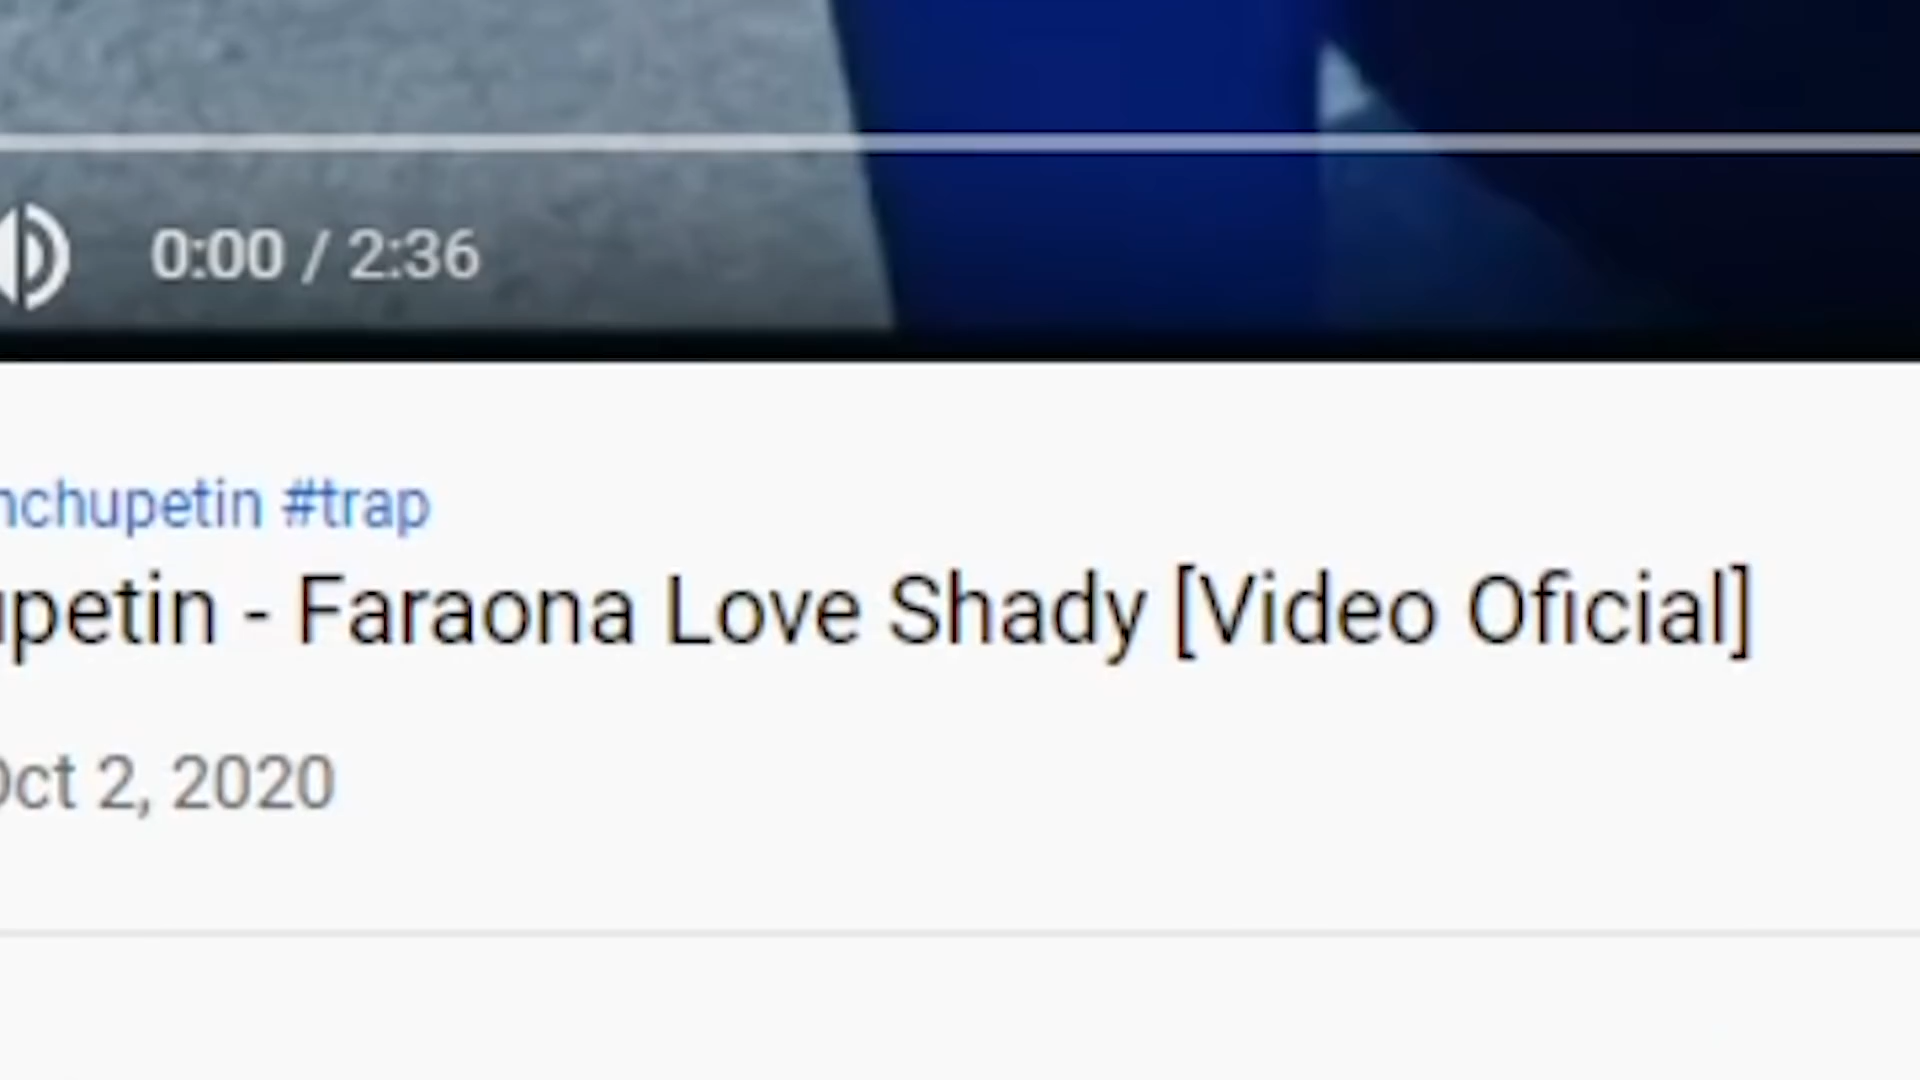 0:00 / 2:36
nchupetin #trap
upetin - Faraona Love Shady [Video Oficial]
Oct 2, 2020